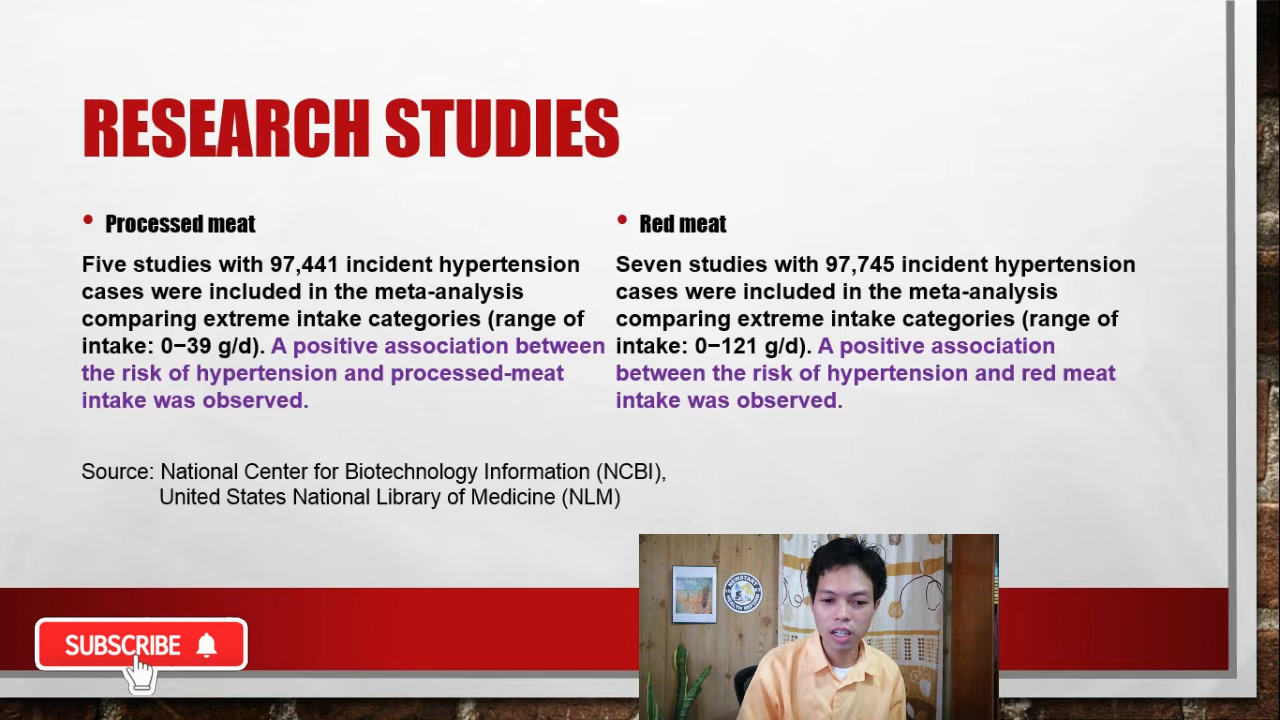 RESEARCH STUDIES
• Processed meat
Five studies with 97,441 incident hypertension
cases were included in the meta-analysis
comparing extreme intake categories (range of
intake: 0−39 g/d). A positive association between
the risk of hypertension and processed-meat
intake was observed.
• Red meat
Seven studies with 97,745 incident hypertension
cases were included in the meta-analysis
comparing extreme intake categories (range of
intake: 0−121 g/d). A positive association
between the risk of hypertension and red meat
intake was observed.
Source: National Center for Biotechnology Information (NCBI),
United States National Library of Medicine (NLM)
SUBSCRIBE